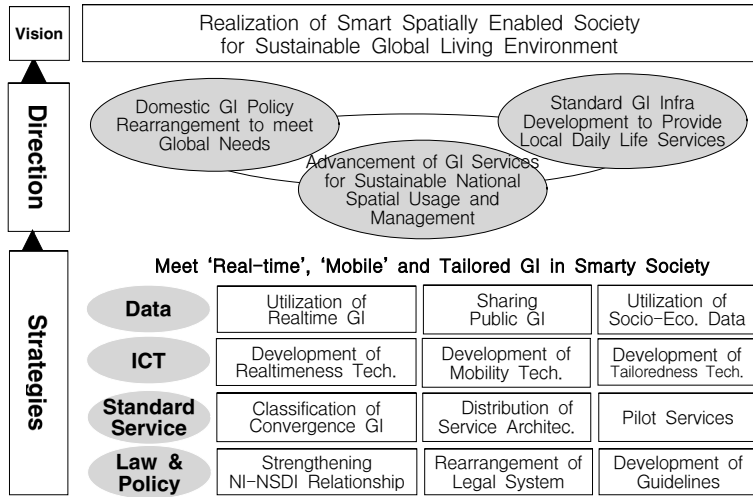 Vision
Realization of Smart Spatially Enabled Society
for Sustainable Global Living Environment
Direction
Domestic GI Policy
Rearrangement to meet
Global Needs
Standard GI Infra
Development to Provide
Local Daily Life Services
Advancement of GI Services
for Sustainable National
Spatial Usage and
Management
Strategies
Meet ‘Real-time’, ‘Mobile’ and Tailored GI in Smarty Society
Data
Utilization of
Realtime GI
Sharing
Public GI
Utilization of
Socio-Eco. Data
ICT
Development of
Realtimeness Tech.
Development of
Mobility Tech.
Development of
Tailoredness Tech.
Standard
Service
Classification of
Convergence GI
Distribution of
Service Architec.
Pilot Services
Law &
Policy
Strengthening
NI-NSDI Relationship
Rearrangement of
Legal System
Development of
Guidelines